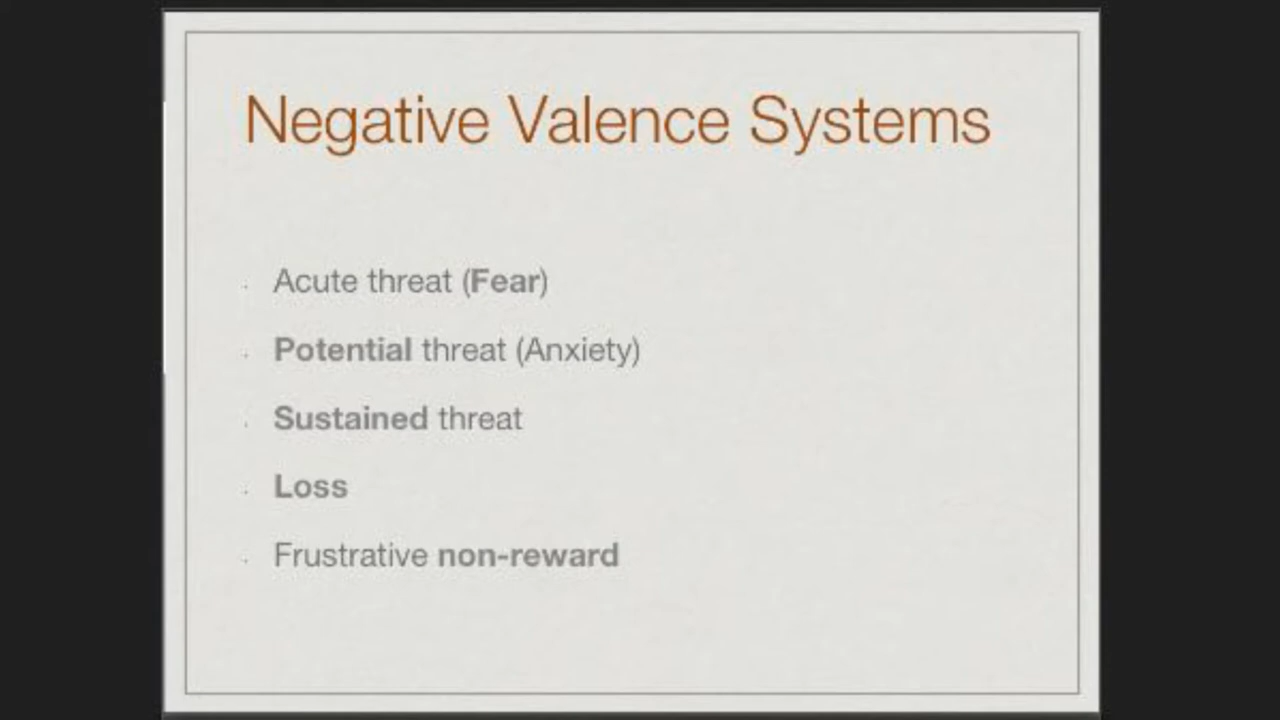 Negative Valence Systems
Acute threat (Fear)
Potential threat (Anxiety)
Sustained threat
Loss
Frustrative non-reward